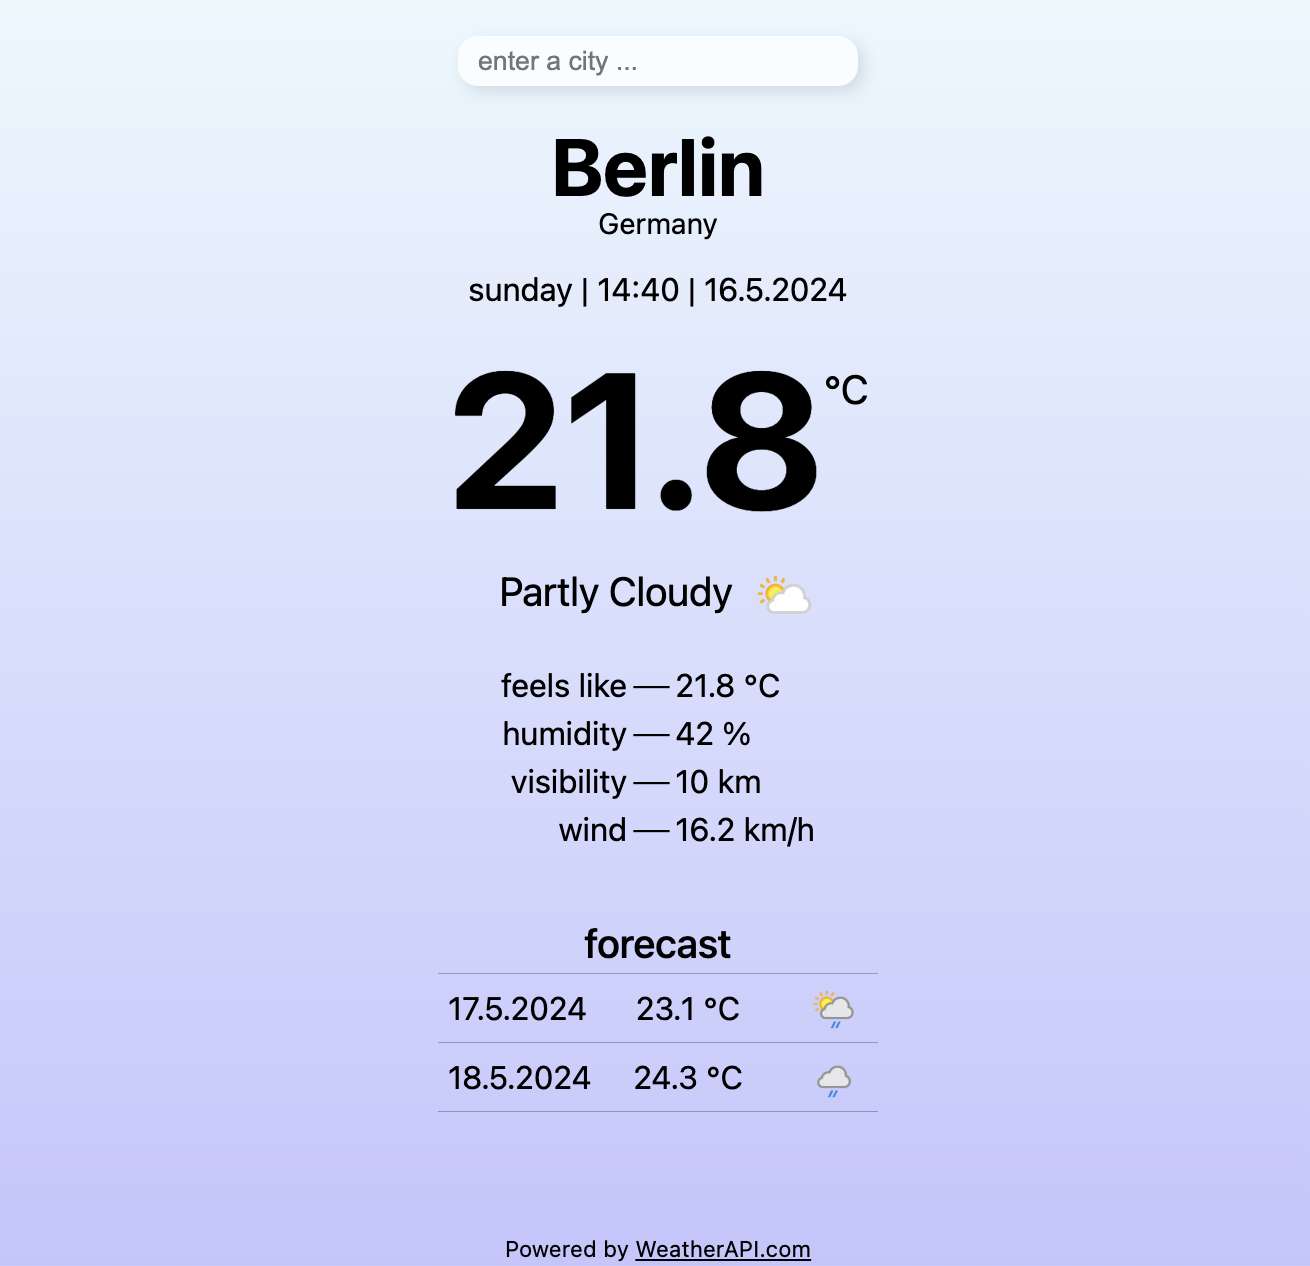 enter a city ...
Berlin
Germany
sunday | 14:40 | 16.5.2024
21.8 °C
Partly Cloudy
feels like — 21.8 °C
humidity — 42 %
visibility — 10 km
wind — 16.2 km/h
forecast
17.5.2024 23.1 °C
18.5.2024 24.3 °C
Powered by WeatherAPI.com